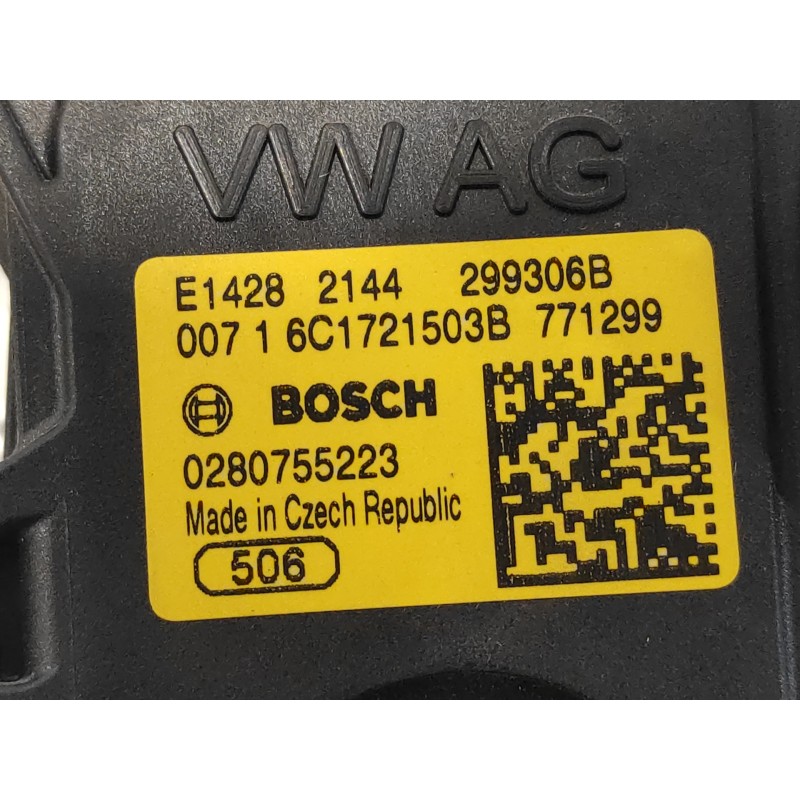 VW AG
E1428 2144 299306B
007 1 6C1721503B 771299
BOSCH
0280755223
Made in Czech Republic
506